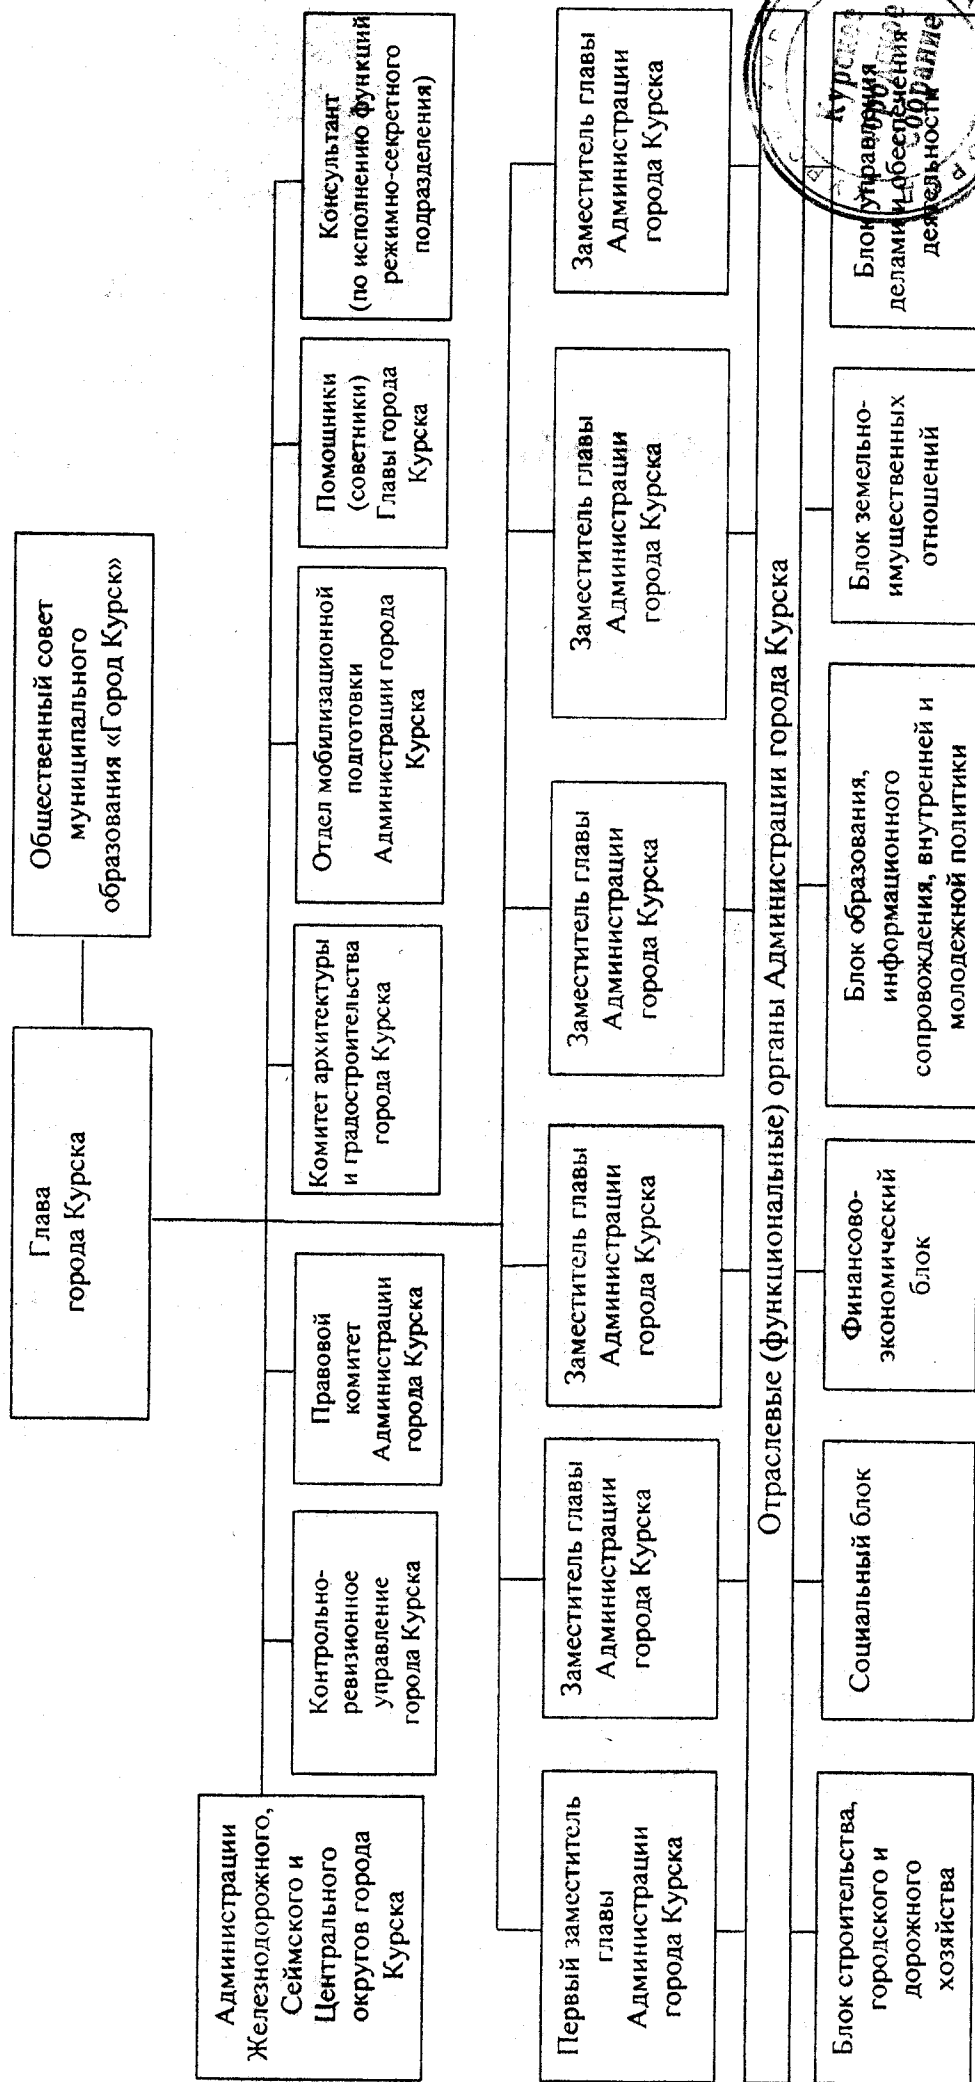 Глава
города Курска
Общественный совет
муниципального
образования «Город Курск»
Администрации
Железнодорожного,
Сеймского и
Центрального
округов города
Курска
Контрольно-
ревизионное
управление
города Курска
Правовой
комитет
Администрации
города Курска
Комитет архитектуры
и градостроительства
города Курска
Отдел мобилизационной
подготовки
Администрации города
Курска
Помощники
(советники)
Главы города
Курска
Консультант
(по исполнению функций
режимно-секретного
подразделения)
Первый заместитель
главы
Администрации
города Курска
Заместитель главы
Администрации
города Курска
Заместитель главы
Администрации
города Курска
Заместитель главы
Администрации
города Курска
Заместитель главы
Администрации
города Курска
Заместитель главы
Администрации
города Курска
Отраслевые (функциональные) органы Администрации города Курска
Блок строительства,
городского и
дорожного
хозяйства
Социальный блок
Финансово-
экономический
блок
Блок образования,
информационного
сопровождения, внутренней и
молодежной политики
Блок земельно-
имущественных
отношений
Блок управления
делами и обеспечения
деятельности
Курское
городское
Собрание